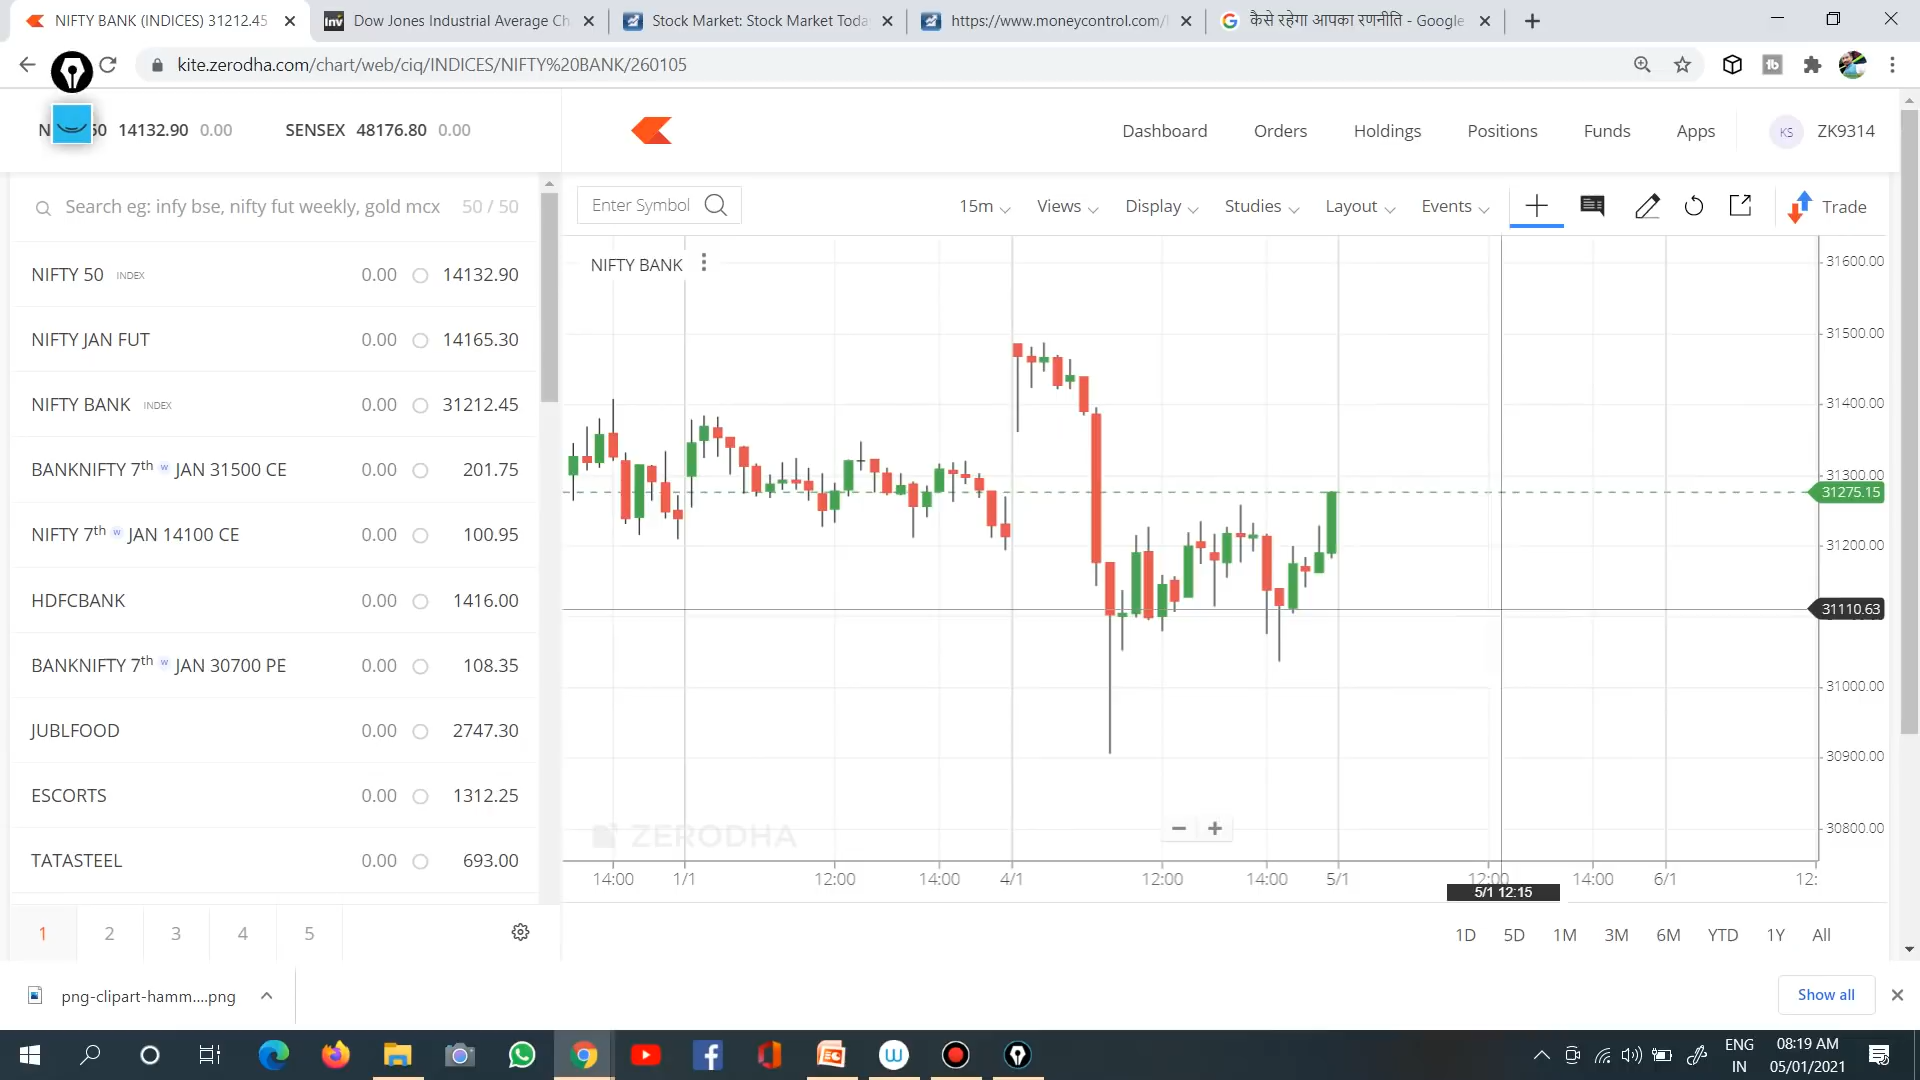 NIFTY BANK (INDICES) 31212.45
Dow Jones Industrial Average Ch
Stock Market: Stock Market Toda
https://www.moneycontrol.com/
कैसे रहेगा आपका रणनीति - Google
kite.zerodha.com/chart/web/ciq/INDICES/NIFTY%20BANK/260105
14132.90 0.00
SENSEX 48176.80 0.00
Dashboard
Orders
Holdings
Positions
Funds
Apps
KS
ZK9314
Search eg: infy bse, nifty fut weekly, gold mcx 50 / 50
Enter Symbol
15m
Views
Display
Studies
Layout
Events
Trade
NIFTY 50 INDEX 0.00 14132.90
NIFTY JAN FUT 0.00 14165.30
NIFTY BANK INDEX 0.00 31212.45
BANKNIFTY 7th w JAN 31500 CE 0.00 201.75
NIFTY 7th w JAN 14100 CE 0.00 100.95
HDFCBANK 0.00 1416.00
BANKNIFTY 7th w JAN 30700 PE 0.00 108.35
JUBLFOOD 0.00 2747.30
ESCORTS 0.00 1312.25
TATASTEEL 0.00 693.00
1 2 3 4 5
NIFTY BANK
31600.00
31500.00
31400.00
31300.00
31275.15
31200.00
31110.63
31000.00
30900.00
30800.00
ZERODHA
14:00 1/1 12:00 14:00 4/1 12:00 14:00 5/1 12:00 14:00 6/1 12:
5/1 12:15
1D 5D 1M 3M 6M YTD 1Y All
png-clipart-hamm....png
Show all
ENG
IN
08:19 AM
05/01/2021